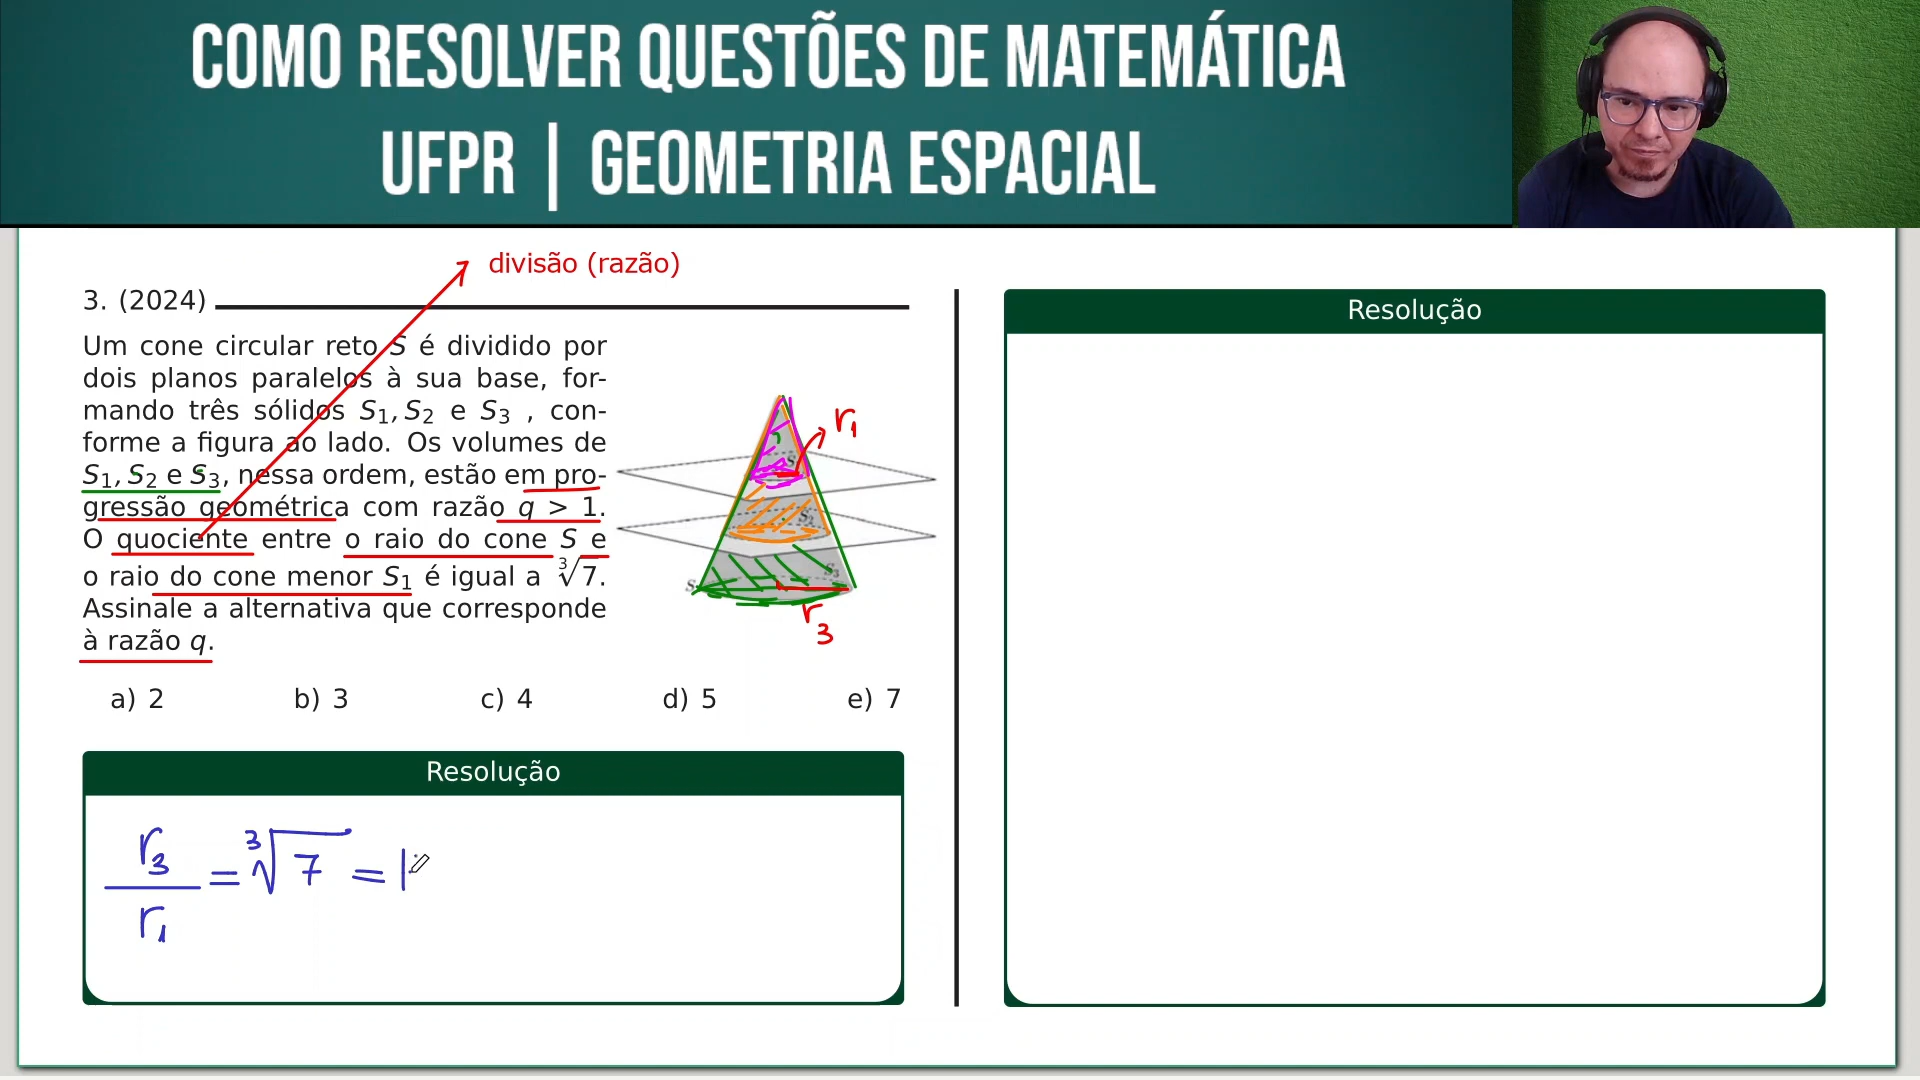 COMO RESOLVER QUESTÕES DE MATEMÁTICA
UFPR | GEOMETRIA ESPACIAL
divisão (razão)
3. (2024)
Um cone circular reto S é dividido por
dois planos paralelos à sua base, for-
mando três sólidos S₁, S₂ e S₃ , con-
forme a figura ao lado. Os volumes de
S₁, S₂ e S₃, nessa ordem, estão em pro-
gressão geométrica com razão q > 1.
O quociente entre o raio do cone S e
o raio do cone menor S₁ é igual a ∛7.
Assinale a alternativa que corresponde
à razão q.
r₁
S
S₂
S₃
S
r₃
a) 2 b) 3 c) 4 d) 5 e) 7
Resolução
r₃/r₁ = ∛7 =
Resolução